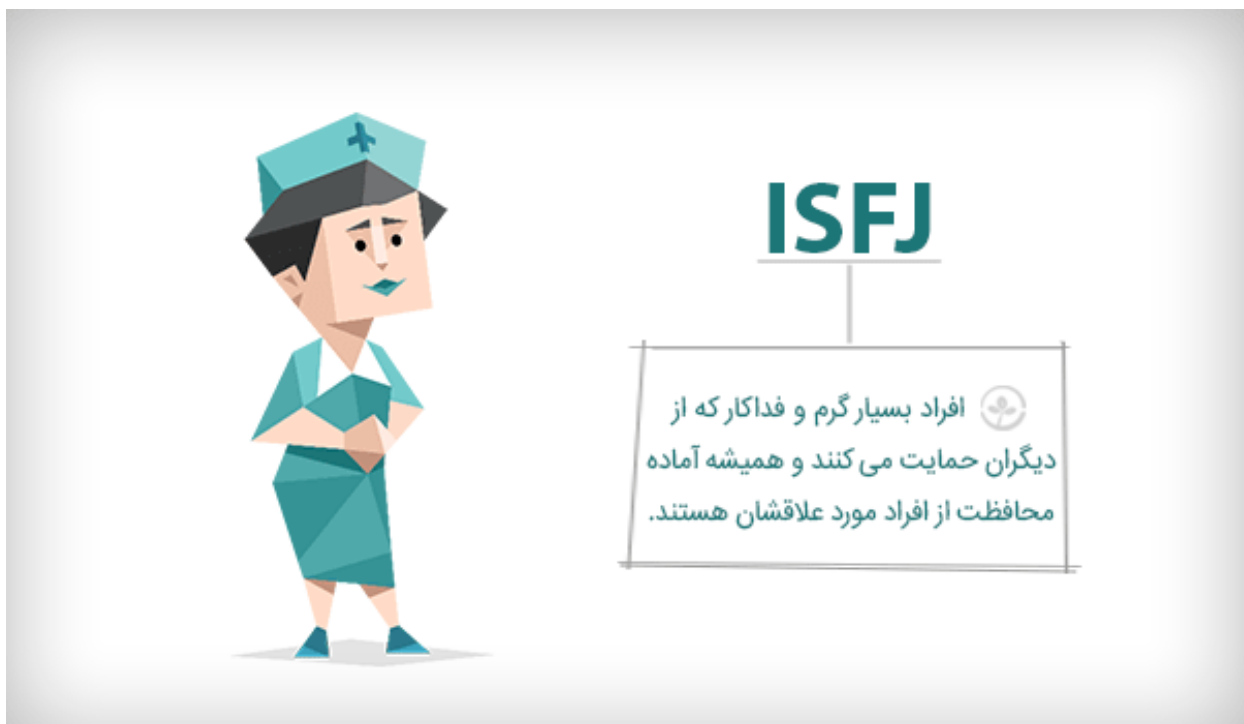 ISFJ
افراد بسیار گرم و فداکار که از
دیگران حمایت می کنند و همیشه آماده
محافظت از افراد مورد علاقشان هستند.